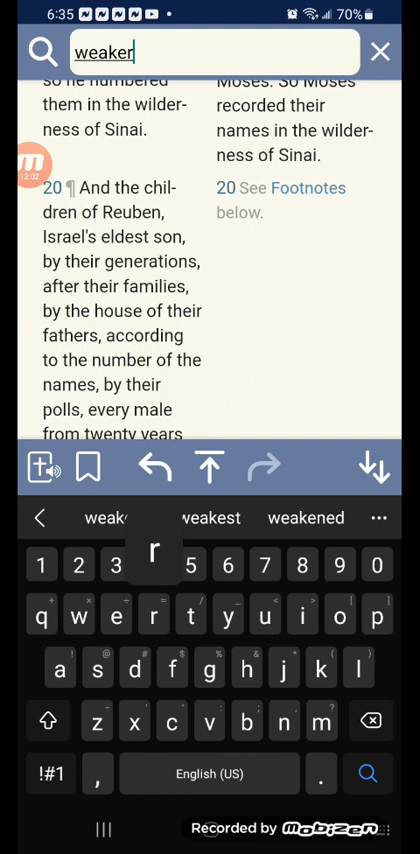 6:35 70%
weaker
so he numbered
them in the wilder-
ness of Sinai.
Moses. So Moses
recorded their
names in the wilder-
ness of Sinai.
12:02
20 ¶ And the chil-
dren of Reuben,
Israel's eldest son,
by their generations,
after their families,
by the house of their
fathers, according
to the number of the
names, by their
polls, every male
from twenty years
20 See Footnotes
below.
weakest weakened
r
1 2 3 5 6 7 8 9 0
q w e r t y u i o p
a s d f g h j k l
z x c v b n m
!#1 , English (US) .
Recorded by mobizen